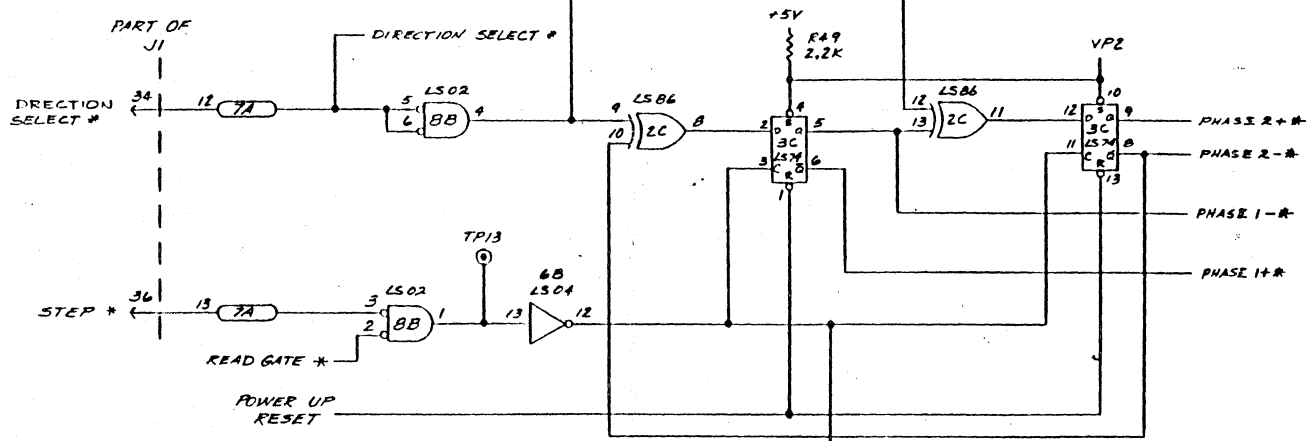 PART OF
J1
DIRECTION SELECT *
+5V
R49
2.2K
VP2
DRECTION
SELECT *
34
12
7A
5
6
LS02
8B
4
9
10
LS86
2C
8
2
3
4
S
D Q
3C
LS74
C Q
R
1
5
6
12
13
LS86
2C
11
12
11
10
S
D Q
3C
LS74
C Q
R
13
9
8
PHASE 2+*
PHASE 2-*
PHASE 1-*
PHASE 1+*
STEP *
36
13
7A
3
2
LS02
8B
1
TP13
13
6B
LS04
12
READ GATE *
POWER UP
RESET